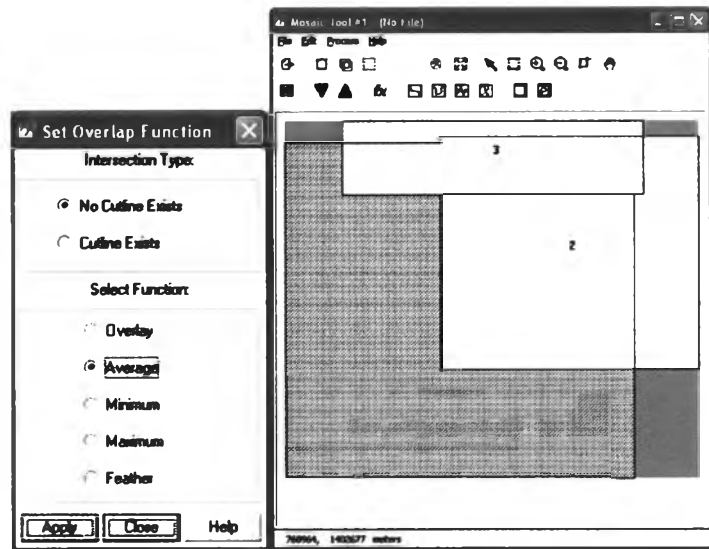 Mosaic Tool #1 (No File)
File Edit Process Help
fx
3
2
Set Overlap Function
Intersection Type:
No Cutline Exists
Cutline Exists
Select Function:
Overlay
Average
Minimum
Maximum
Feather
Apply Close Help
meters